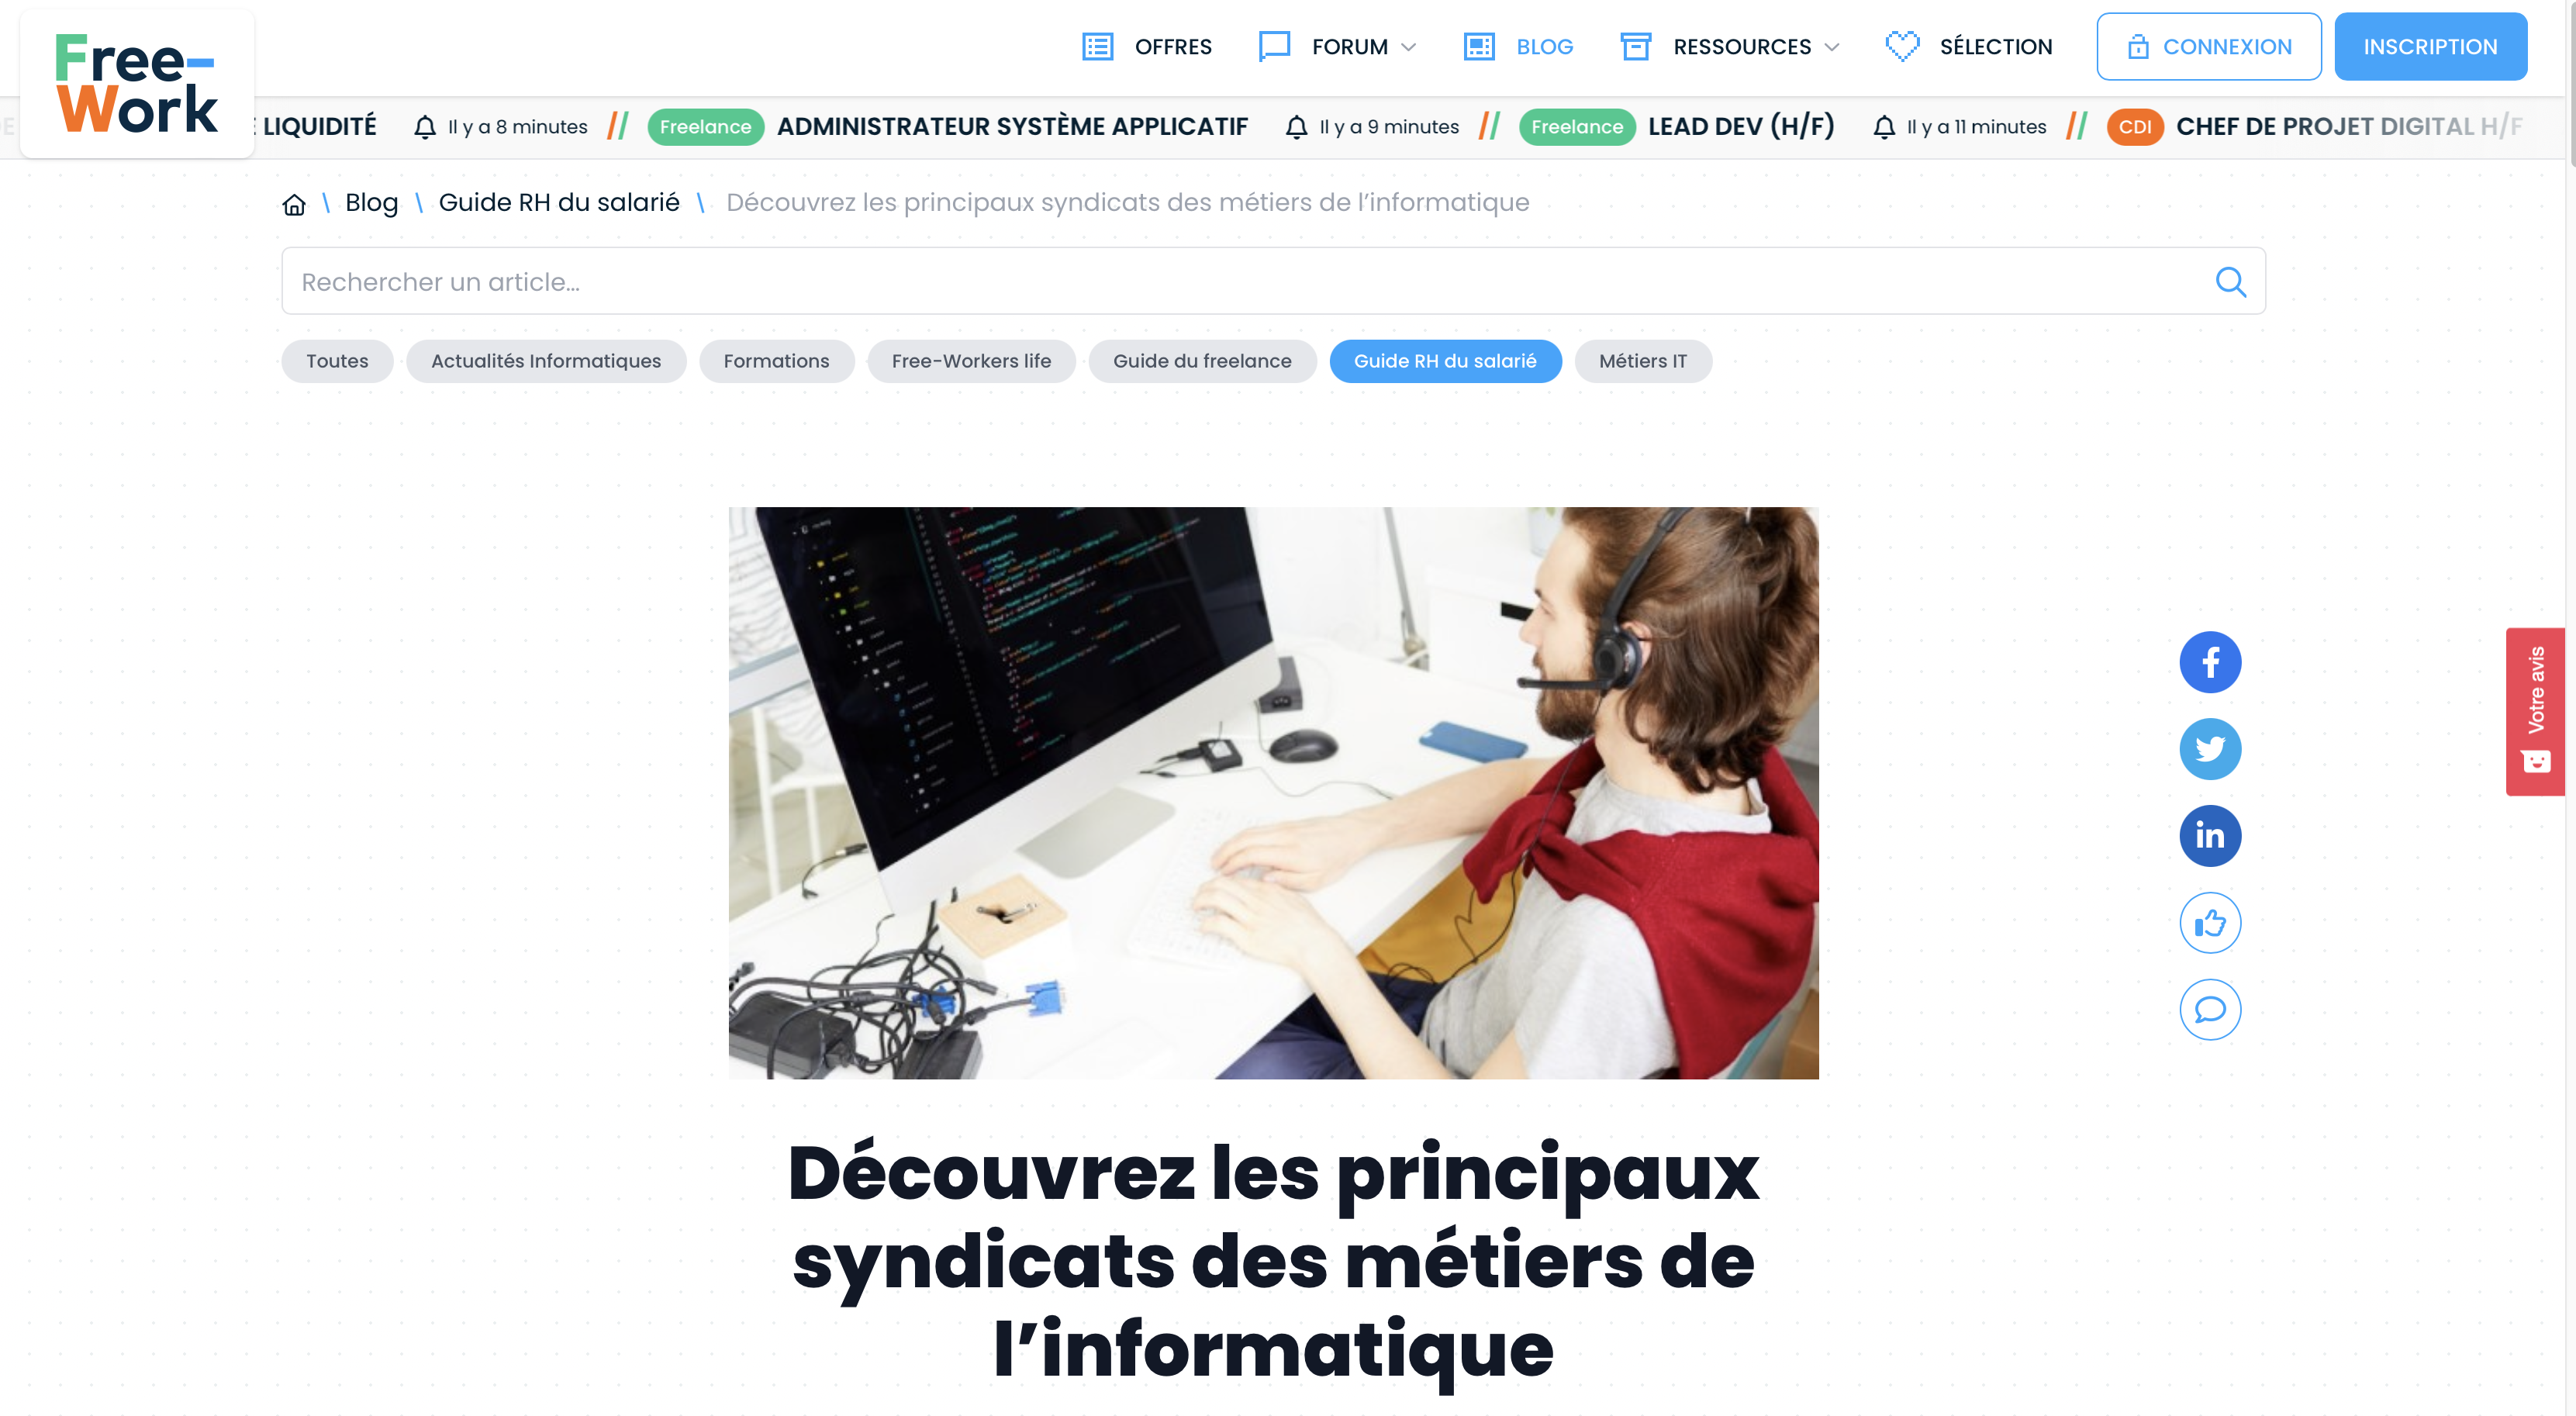 Free-
Work
OFFRES
FORUM
BLOG
RESSOURCES
SÉLECTION
CONNEXION
INSCRIPTION
LIQUIDITÉ Il y a 8 minutes // Freelance ADMINISTRATEUR SYSTÈME APPLICATIF Il y a 9 minutes // Freelance LEAD DEV (H/F) Il y a 11 minutes // CDI CHEF DE PROJET DIGITAL H/F
\ Blog \ Guide RH du salarié \ Découvrez les principaux syndicats des métiers de l’informatique
Rechercher un article...
Toutes
Actualités Informatiques
Formations
Free-Workers life
Guide du freelance
Guide RH du salarié
Métiers IT
Votre avis
Découvrez les principaux
syndicats des métiers de
l’informatique